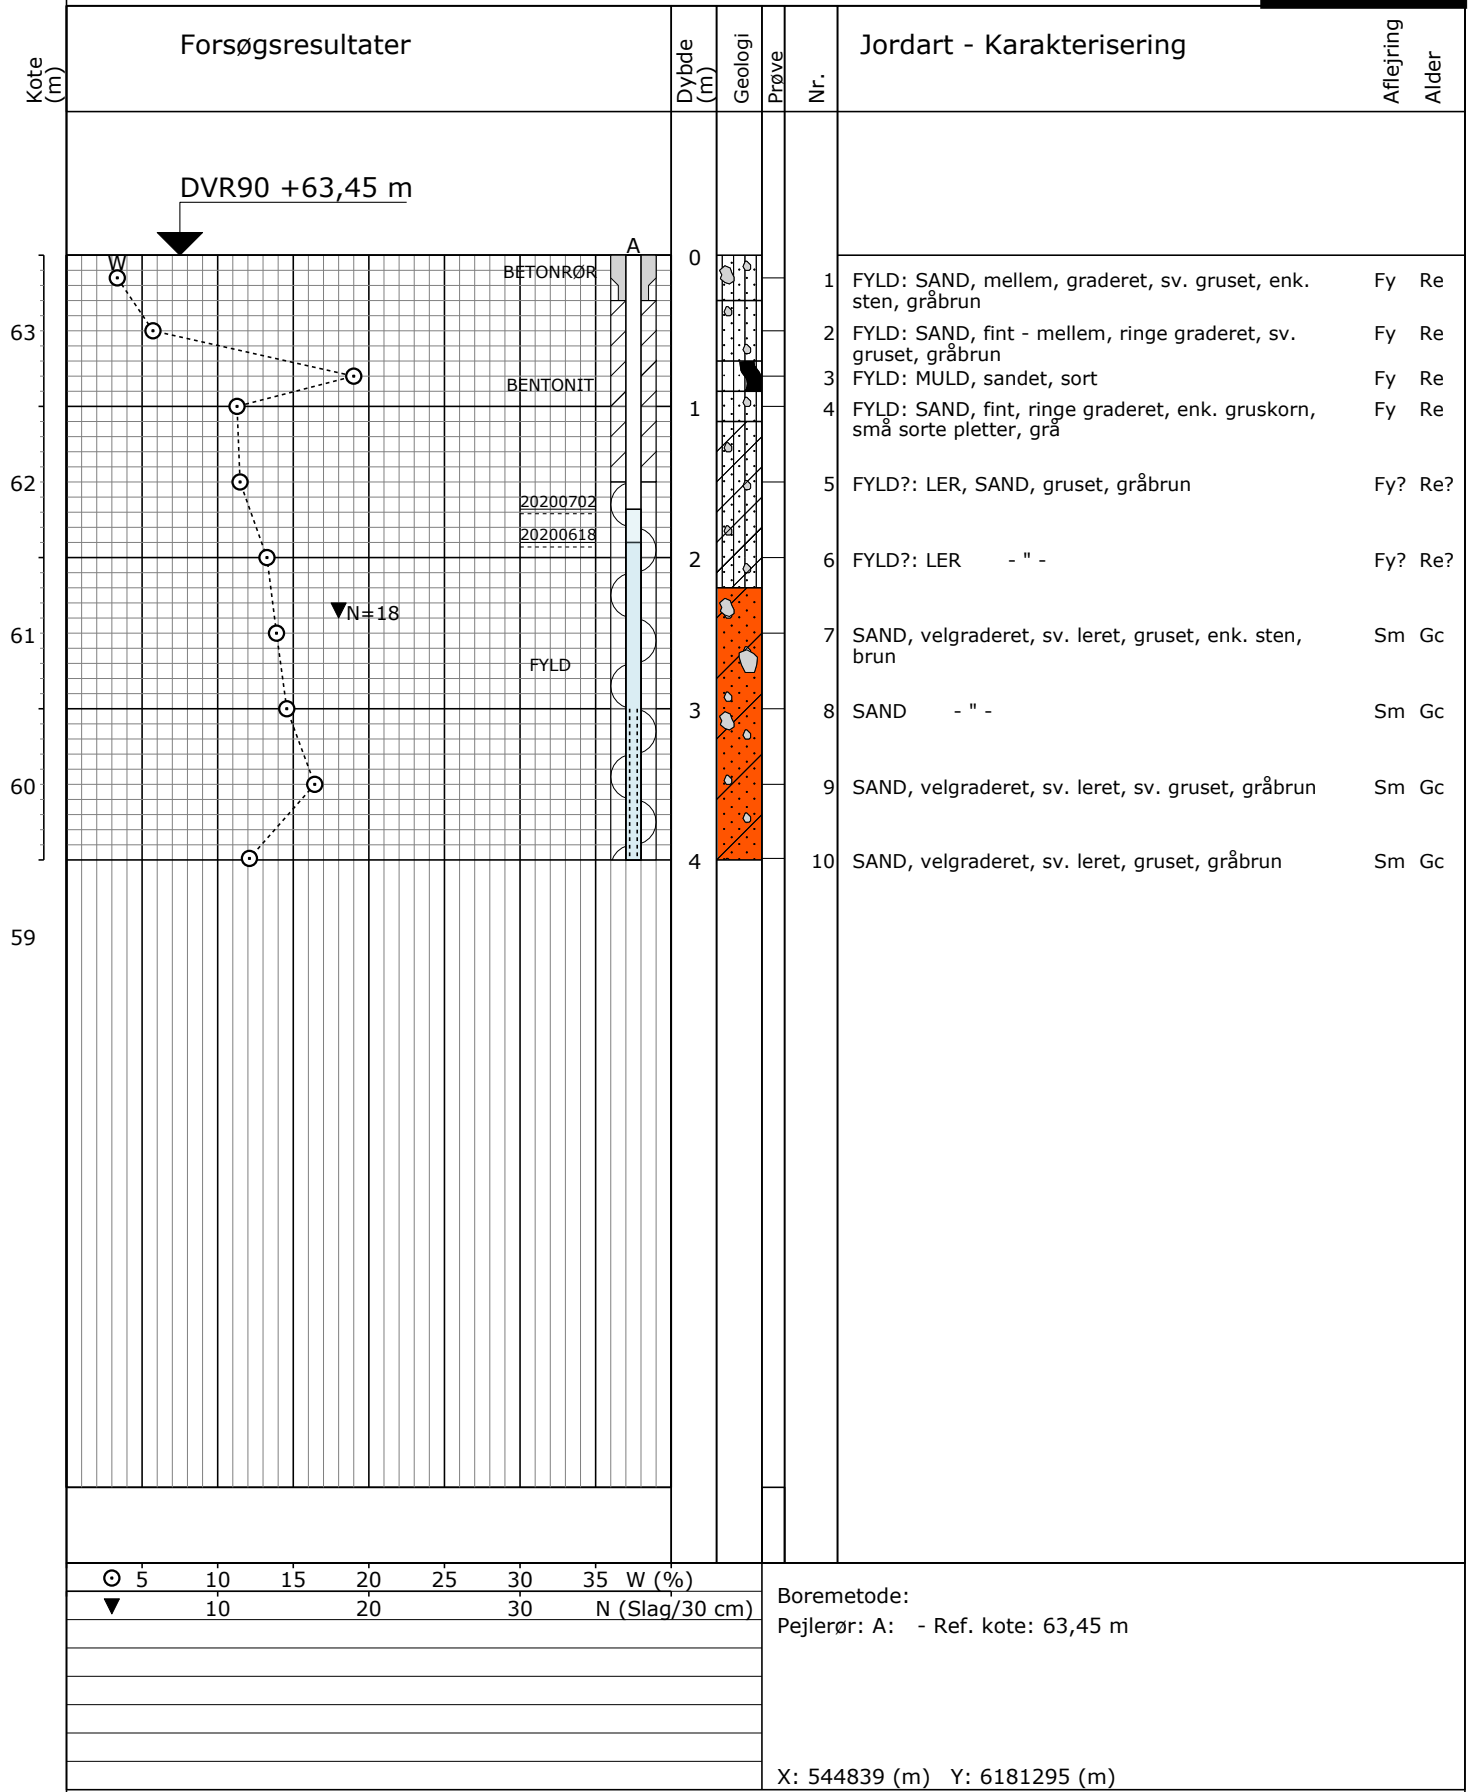 Kote (m)
Forsøgsresultater
Dybde (m)
Geologi
Prøve
Nr.
Jordart - Karakterisering
Aflejring
Alder
DVR90 +63,45 m
W
A
0
BETONRØR
1 FYLD: SAND, mellem, graderet, sv. gruset, enk. Fy Re
sten, gråbrun
63
2 FYLD: SAND, fint - mellem, ringe graderet, sv. Fy Re
gruset, gråbrun
BENTONIT
3 FYLD: MULD, sandet, sort Fy Re
1
4 FYLD: SAND, fint, ringe graderet, enk. gruskorn, Fy Re
små sorte pletter, grå
62
5 FYLD?: LER, SAND, gruset, gråbrun Fy? Re?
20200702
20200618
2
6 FYLD?: LER - " - Fy? Re?
N=18
61
7 SAND, velgraderet, sv. leret, gruset, enk. sten, Sm Gc
brun
FYLD
3
8 SAND - " - Sm Gc
60
9 SAND, velgraderet, sv. leret, sv. gruset, gråbrun Sm Gc
4
10 SAND, velgraderet, sv. leret, gruset, gråbrun Sm Gc
59
5 10 15 20 25 30 35 W (%)
10 20 30 N (Slag/30 cm)
Boremetode:
Pejlerør: A: - Ref. kote: 63,45 m
X: 544839 (m) Y: 6181295 (m)